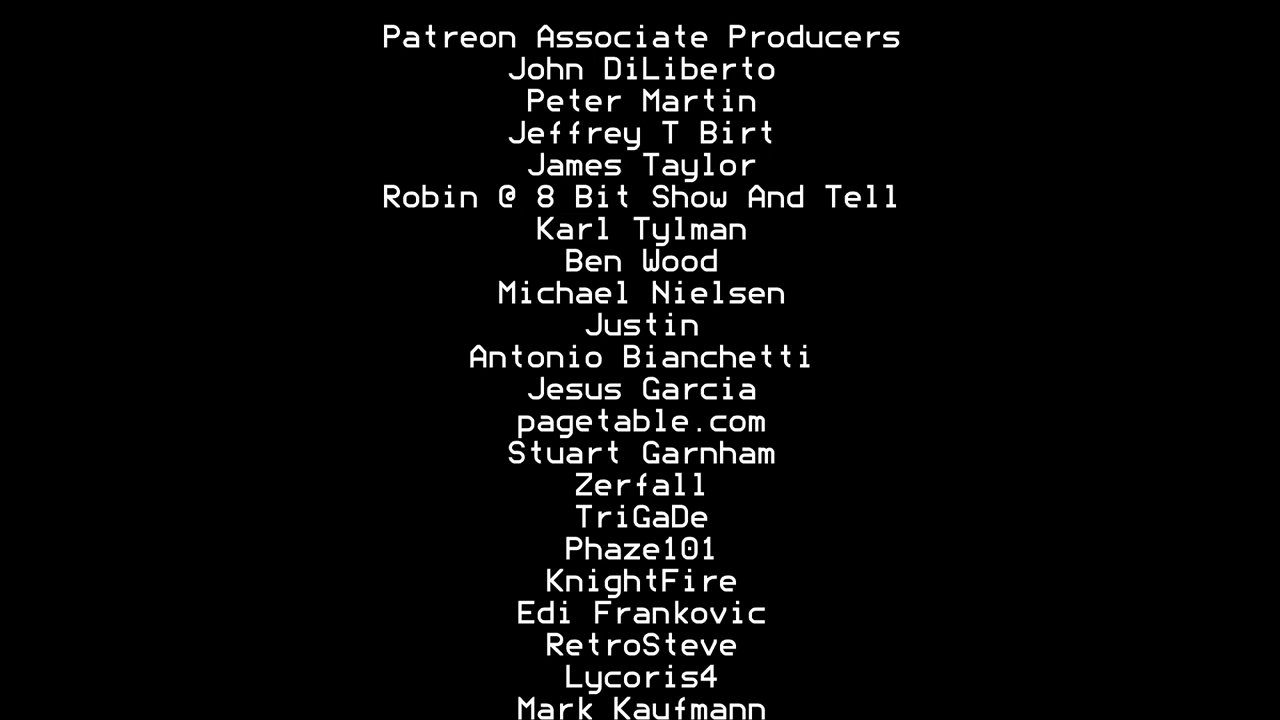 Patreon Associate Producers
John DiLiberto
Peter Martin
Jeffrey T Birt
James Taylor
Robin @ 8 Bit Show And Tell
Karl Tylman
Ben Wood
Michael Nielsen
Justin
Antonio Bianchetti
Jesus Garcia
pagetable.com
Stuart Garnham
Zerfall
TriGaDe
Phaze101
KnightFire
Edi Frankovic
RetroSteve
Lycoris4
Mark Kaufmann